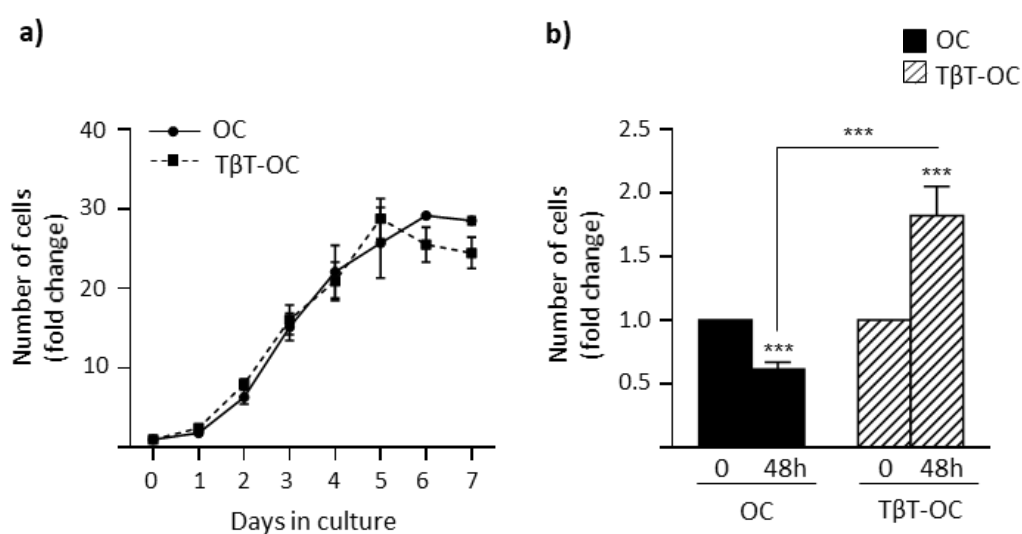 a)
OC
TβT-OC
40
30
20
10
Number of cells
(fold change)
0 1 2 3 4 5 6 7
Days in culture
b)
OC
TβT-OC
2.5
2.0
1.5
1.0
0.5
Number of cells
(fold change)
***
***
***
0 48h 0 48h
OC TβT-OC